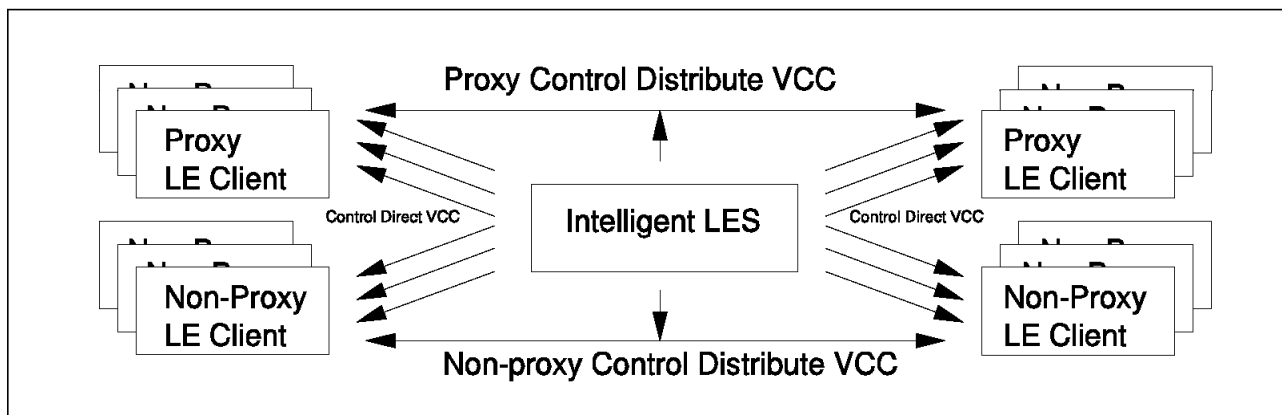 Proxy Control Distribute VCC
Proxy
LE Client
Proxy
LE Client
Intelligent LES
Control Direct VCC
Control Direct VCC
Non-Proxy
LE Client
Non-Proxy
LE Client
Non-proxy Control Distribute VCC